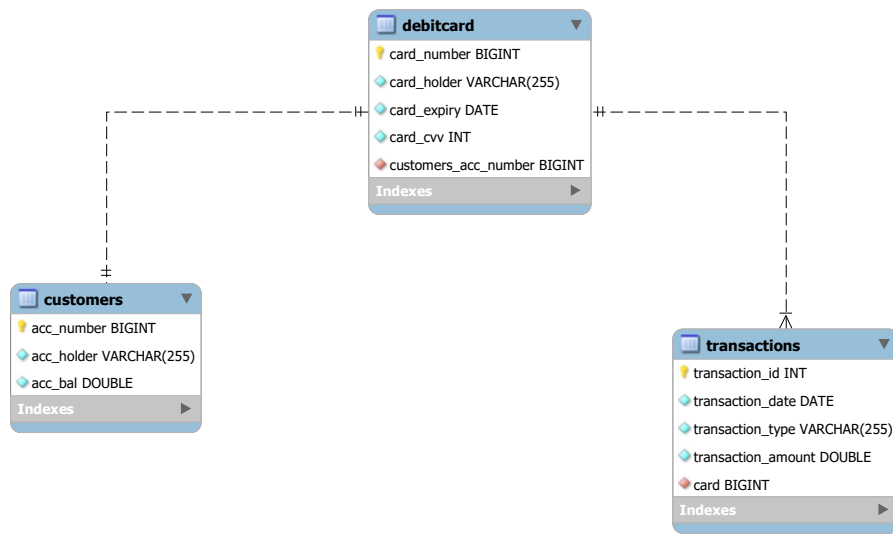 debitcard
card_number BIGINT
card_holder VARCHAR(255)
card_expiry DATE
card_cvv INT
customers_acc_number BIGINT
Indexes
customers
acc_number BIGINT
acc_holder VARCHAR(255)
acc_bal DOUBLE
Indexes
transactions
transaction_id INT
transaction_date DATE
transaction_type VARCHAR(255)
transaction_amount DOUBLE
card BIGINT
Indexes